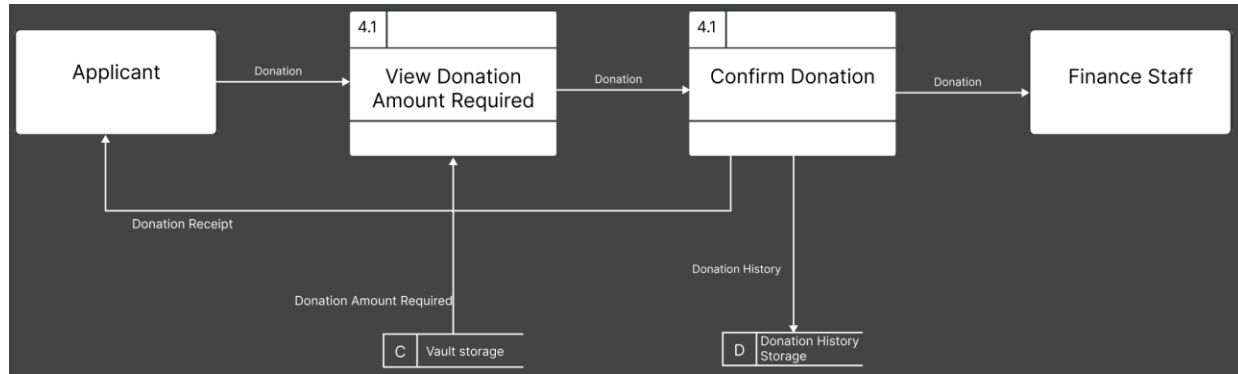 4.1
4.1
Applicant
Donation
View Donation
Amount Required
Donation
Confirm Donation
Donation
Finance Staff
Donation Receipt
Donation History
Donation Amount Required
C
Vault storage
D
Donation History
Storage